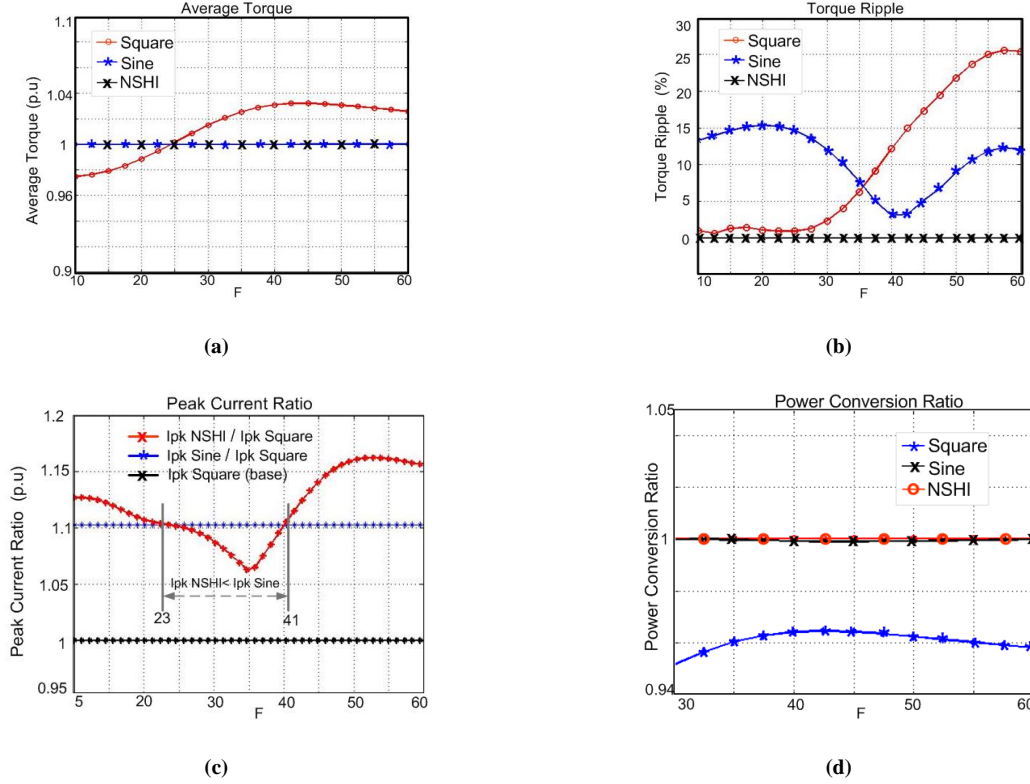 Average Torque
1.1
1.04
1
0.96
0.9
Average Torque (p.u)
Square
Sine
NSHI
10 20 30 40 50 60
F
(a)
Torque Ripple
30
25
20
15
10
5
0
Torque Ripple (%)
Square
Sine
NSHI
10 20 30 40 50 60
F
(b)
Peak Current Ratio
1.2
1.15
1.1
1.05
1
0.95
Peak Current Ratio (p.u)
Ipk NSHI / Ipk Square
Ipk Sine / Ipk Square
Ipk Square (base)
Ipk NSHI< Ipk Sine
23 41
5 20 30 40 50 60
F
(c)
Power Conversion Ratio
1.05
1
0.94
Power Conversion Ratio
Square
Sine
NSHI
30 40 50 60
F
(d)